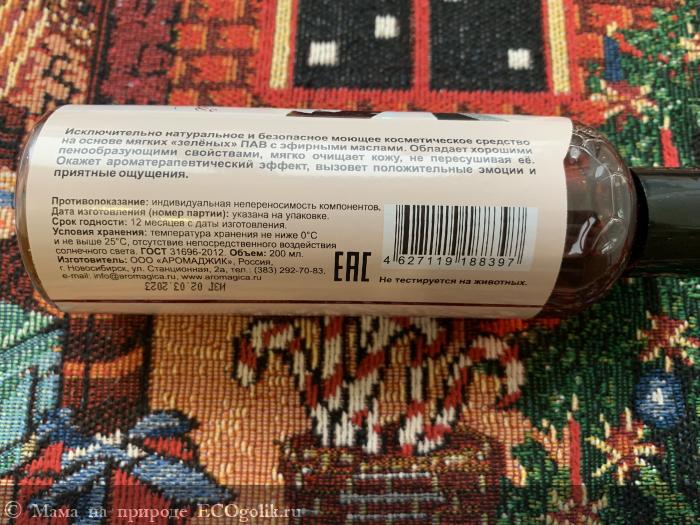 Исключительно натуральное и безопасное моющее косметическое средство
на основе мягких «зелёных» ПАВ с эфирными маслами. Обладает хорошими
пенообразующими свойствами, мягко очищает кожу, не пересушивая её.
Окажет ароматерапевтический эффект, вызовет положительные эмоции и
приятные ощущения.
Противопоказание: индивидуальная непереносимость компонентов.
Дата изготовления (номер партии): указана на упаковке.
Срок годности: 12 месяцев с даты изготовления.
Условия хранения: температура хранения не ниже 0°С
и не выше 25°С, отсутствие непосредственного воздействия
солнечного света. ГОСТ 31696-2012. Объем: 200 мл.
Изготовитель: ООО «АРОМАДЖИК», Россия,
г. Новосибирск, ул. Станционная, 2а, тел.: (383) 292-70-83,
e-mail: info@aromagica.ru, www.aromagica.ru
ИЗГ 02.03.2023
EAC
4 627119 188397
Не тестируется на животных.
© Мама на природе ECOgolik.ru